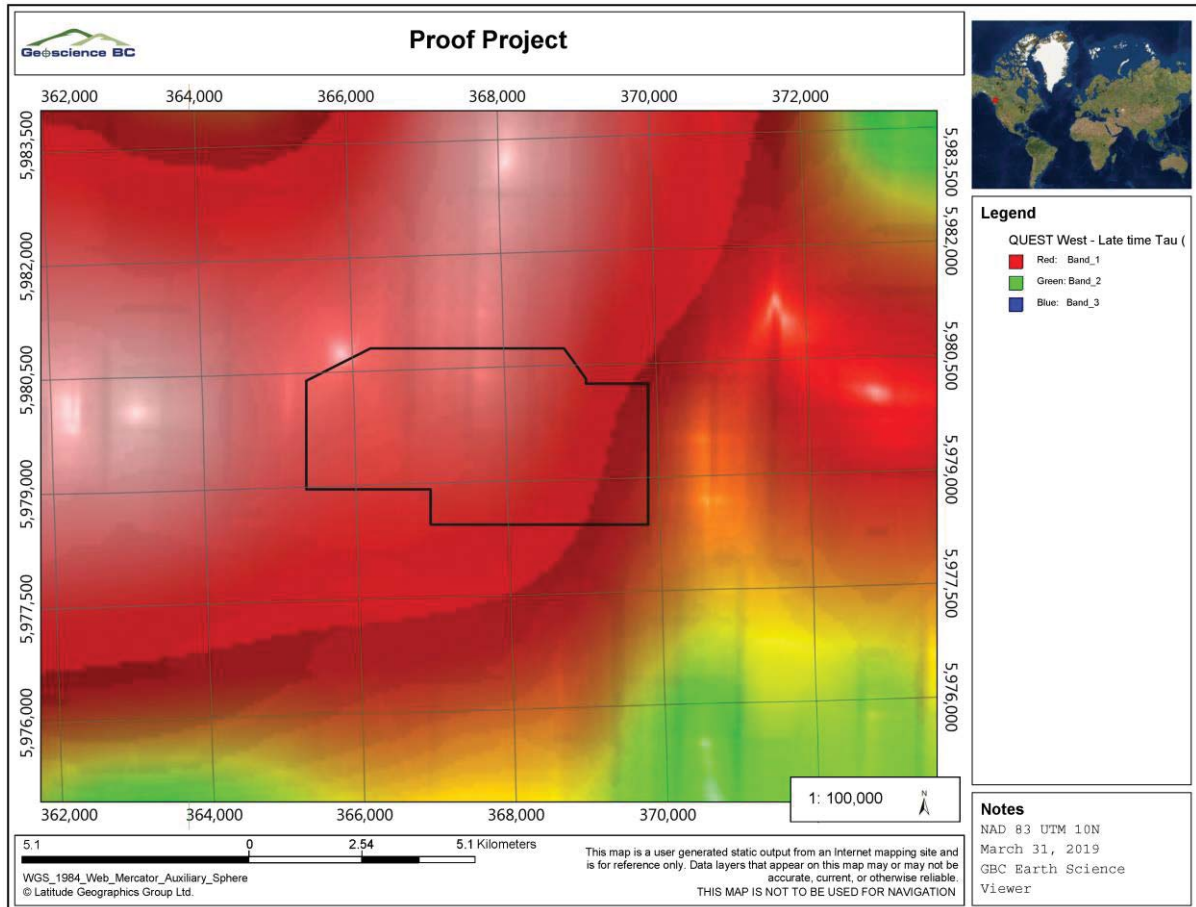 Geoscience BC
Proof Project
362,000 364,000 366,000 368,000 370,000 372,000
5,983,500
5,982,000
5,980,500
5,979,000
5,977,500
5,976,000
5,983,500
5,982,000
5,980,500
5,979,000
5,977,500
5,976,000
362,000 364,000 366,000 368,000 370,000
1: 100,000
N
Legend
QUEST West - Late time Tau (
Red: Band_1
Green: Band_2
Blue: Band_3
5.1 0 2.54 5.1 Kilometers
WGS_1984_Web_Mercator_Auxiliary_Sphere
© Latitude Geographics Group Ltd.
This map is a user generated static output from an Internet mapping site and
is for reference only. Data layers that appear on this map may or may not be
accurate, current, or otherwise reliable.
THIS MAP IS NOT TO BE USED FOR NAVIGATION
Notes
NAD 83 UTM 10N
March 31, 2019
GBC Earth Science
Viewer